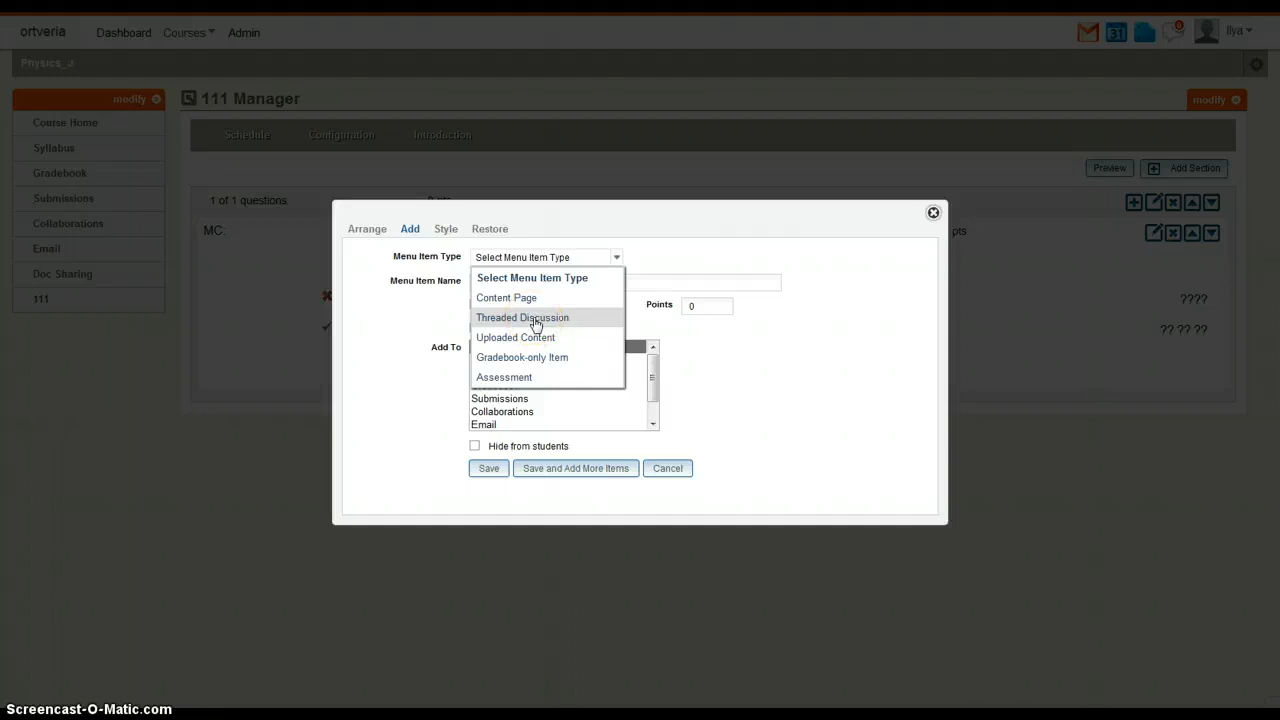 ortveria Dashboard Courses Admin 31 6 Ilya
Physics_J
modify
111 Manager
modify
Course Home
Syllabus
Gradebook
Submissions
Collaborations
Email
Doc Sharing
111
Schedule Configuration Introduction
Preview Add Section
1 of 1 questions
MC:
pts
???? 
?? ?? ??
Arrange Add Style Restore
Menu Item Type Select Menu Item Type
Select Menu Item Type
Content Page
Threaded Discussion
Uploaded Content
Gradebook-only Item
Assessment
Menu Item Name
Points 0
Add To
Submissions
Collaborations
Email
Hide from students
Save Save and Add More Items Cancel
Screencast-O-Matic.com